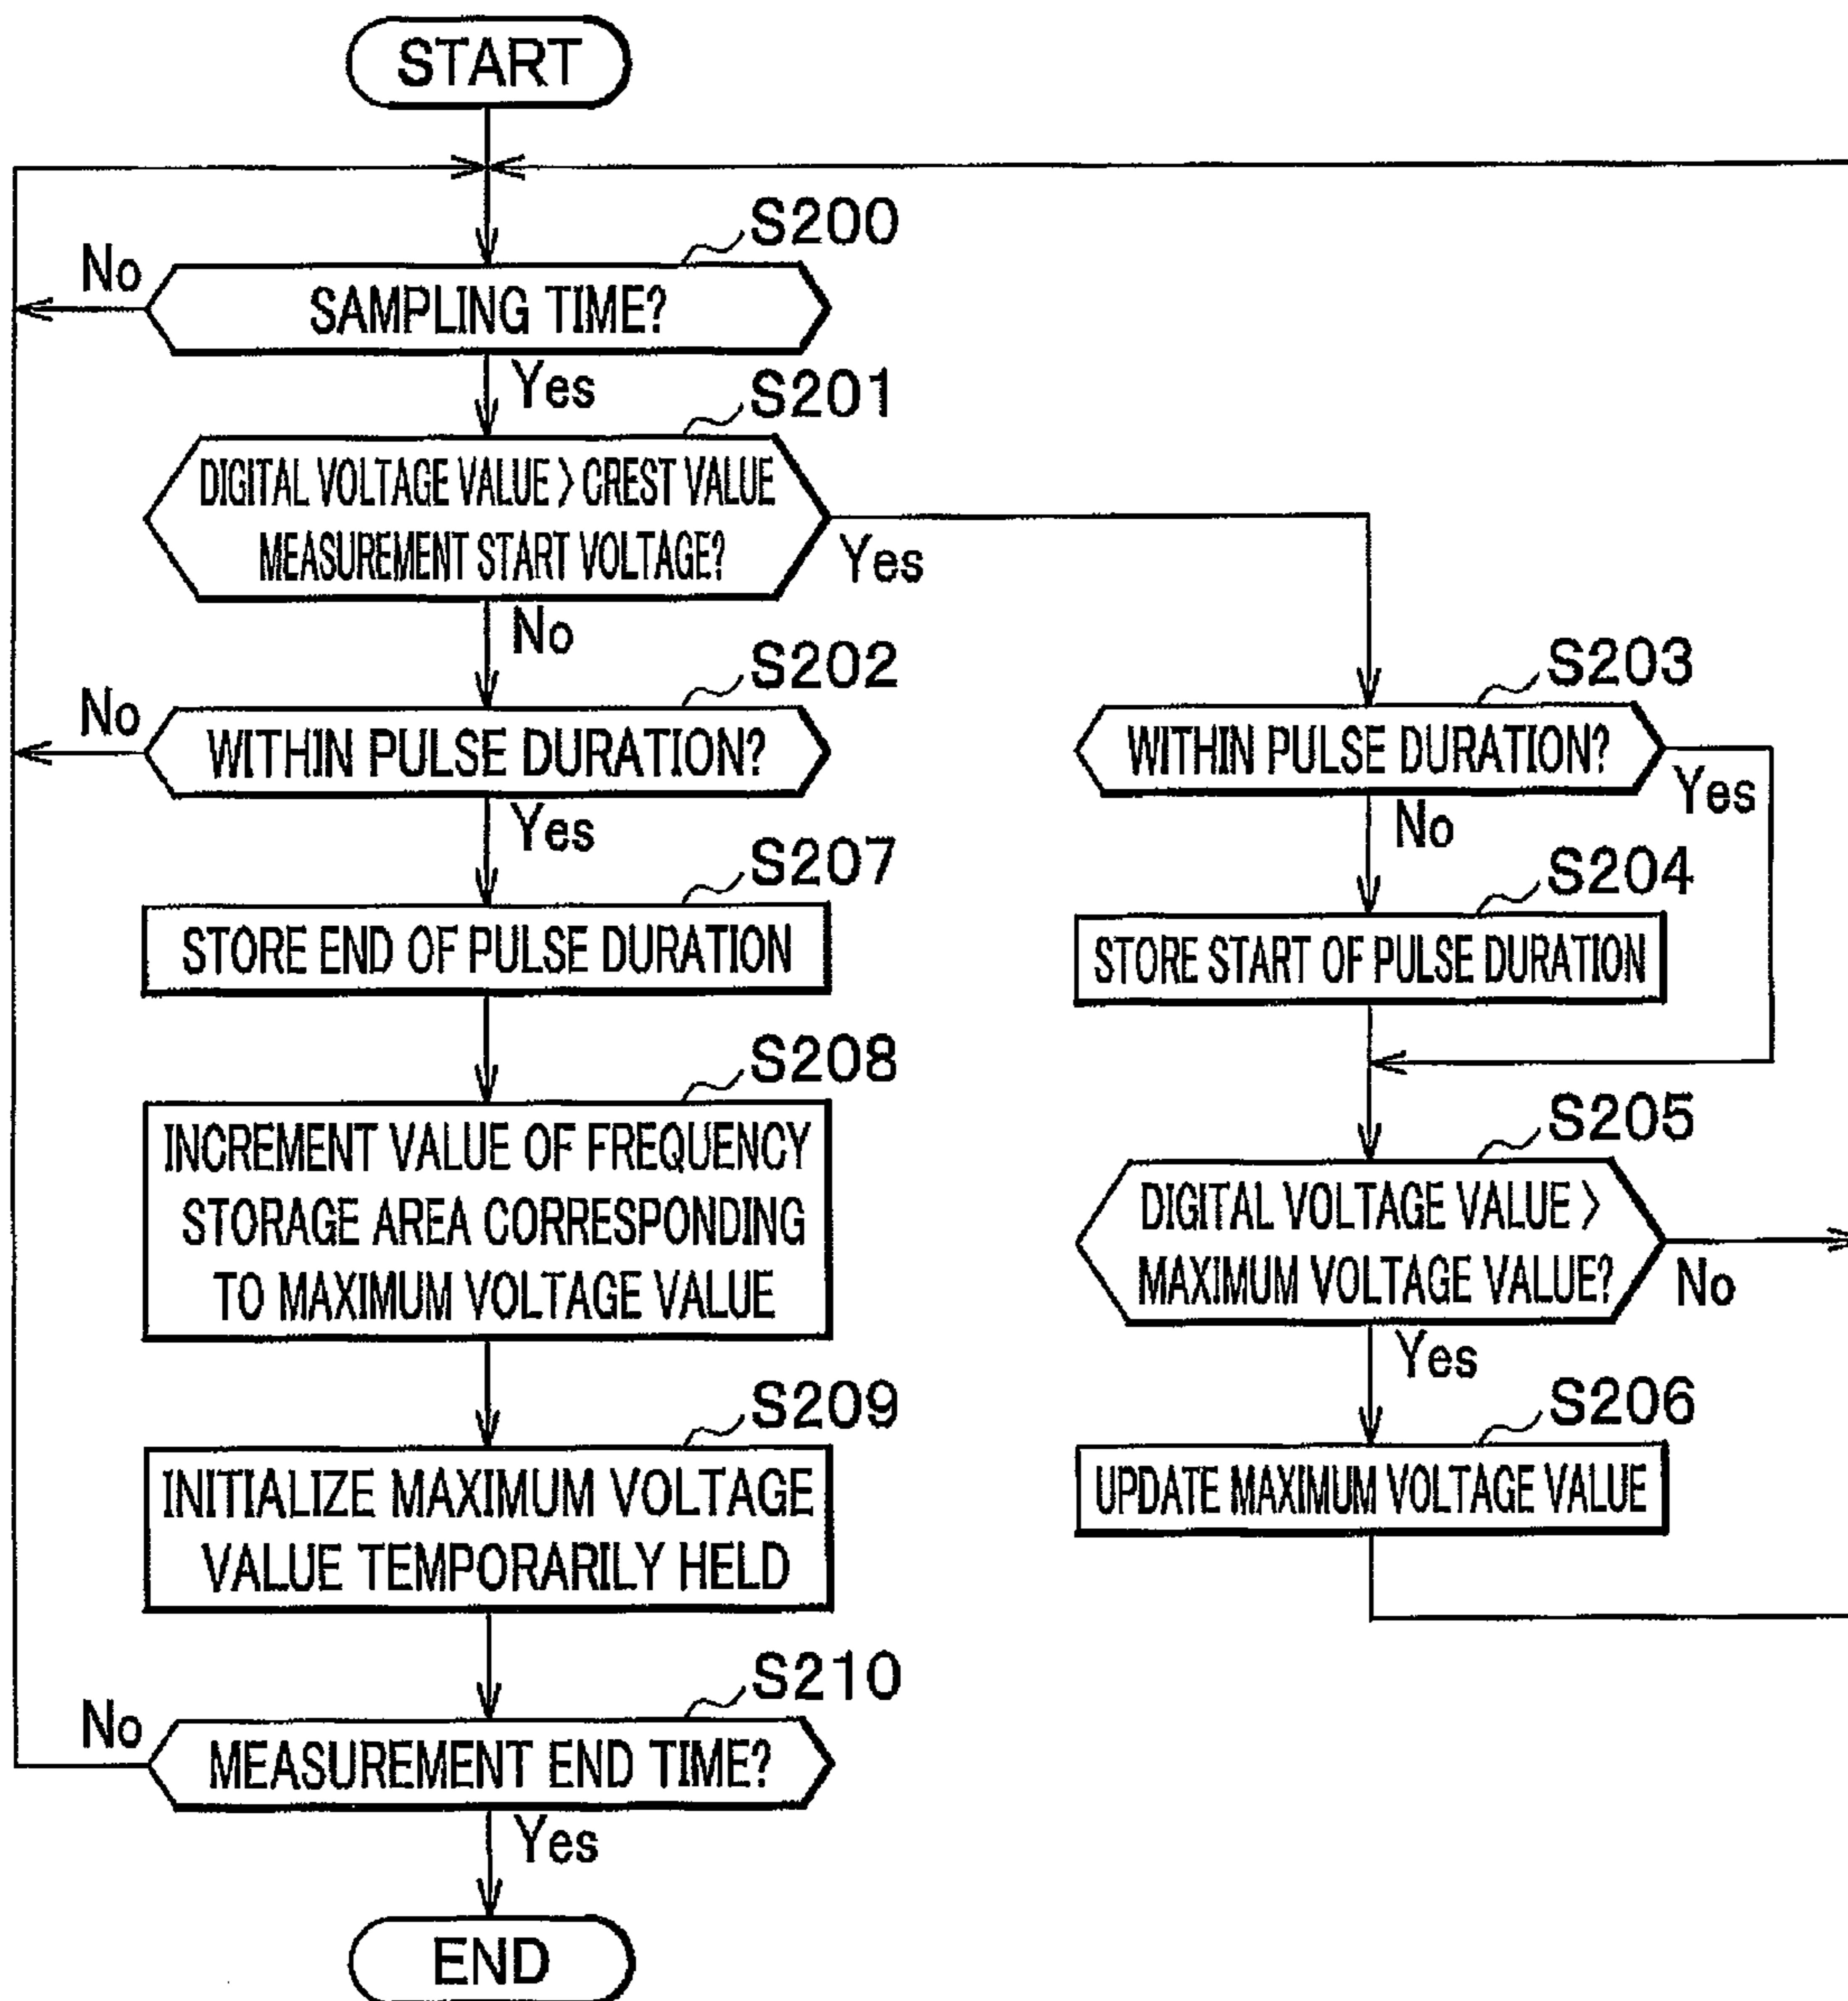 START
S200
No
SAMPLING TIME?
Yes
S201
DIGITAL VOLTAGE VALUE > CREST VALUE
MEASUREMENT START VOLTAGE?
Yes
No
S202
No
WITHIN PULSE DURATION?
Yes
S207
STORE END OF PULSE DURATION
S208
INCREMENT VALUE OF FREQUENCY
STORAGE AREA CORRESPONDING
TO MAXIMUM VOLTAGE VALUE
S209
INITIALIZE MAXIMUM VOLTAGE
VALUE TEMPORARILY HELD
S210
No
MEASUREMENT END TIME?
Yes
END
S203
WITHIN PULSE DURATION?
Yes
No
S204
STORE START OF PULSE DURATION
S205
DIGITAL VOLTAGE VALUE >
MAXIMUM VOLTAGE VALUE?
No
Yes
S206
UPDATE MAXIMUM VOLTAGE VALUE